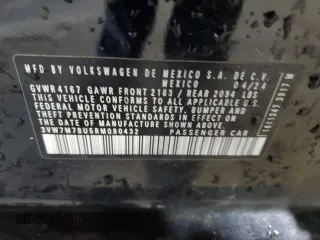 MFD BY VOLKSWAGEN DE MEXICO S.A. DE C.V.
MEXICO 04/24
GVWR 4167 GAWR FRONT 2183 / REAR 2094 LBS
THIS VEHICLE CONFORMS TO ALL APPLICABLE
FEDERAL MOTOR VEHICLE SAFETY, BUMPER,
AND THEFT PREVENTION STANDARDS IN EFFECT
ON THE DATE OF MANUFACTURE SHOWN ABOVE.
3VW7M7BU5RM080432 PASSENGER CAR